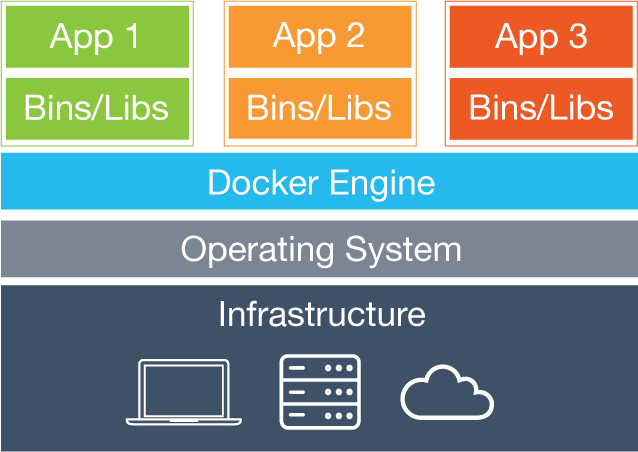 App 1
App 2
App 3
Bins/Libs
Bins/Libs
Bins/Libs
Docker Engine
Operating System
Infrastructure